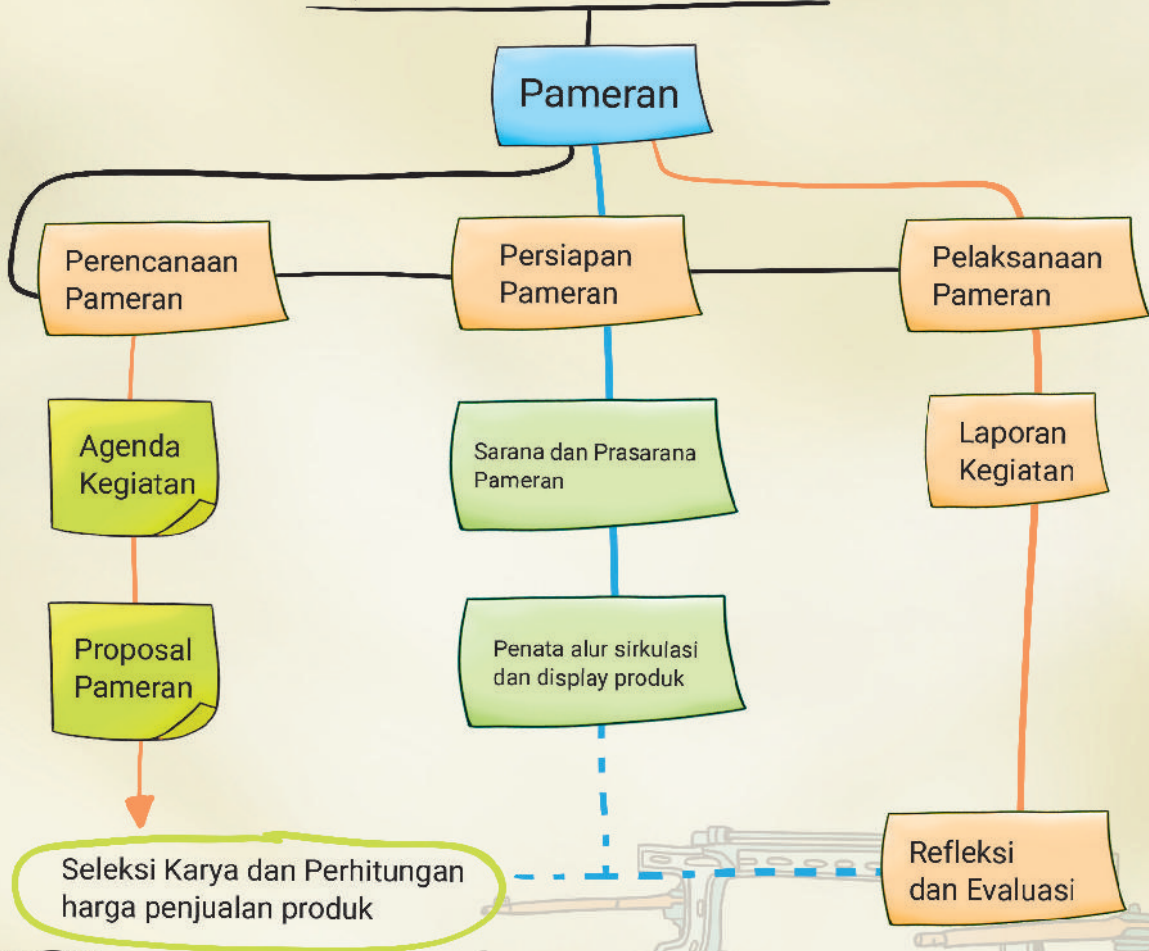 Pameran
Perencanaan
Pameran
Persiapan
Pameran
Pelaksanaan
Pameran
Agenda
Kegiatan
Sarana dan Prasarana
Pameran
Laporan
Kegiatan
Proposal
Pameran
Penata alur sirkulasi
dan display produk
Seleksi Karya dan Perhitungan
harga penjualan produk
Refleksi
dan Evaluasi